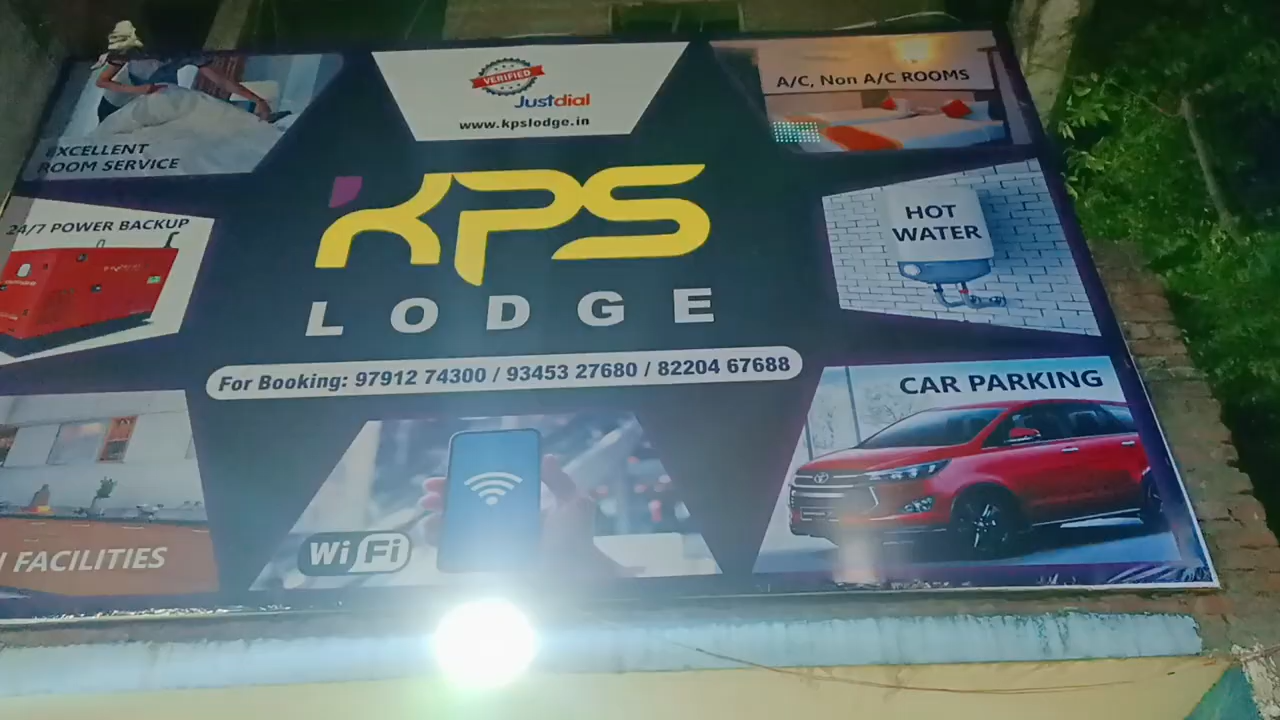 VERIFIED
Justdial
www.kpslodge.in
A/C, Non A/C ROOMS
EXCELLENT
ROOM SERVICE
24/7 POWER BACKUP
KPS
LODGE
HOT
WATER
For Booking: 97912 74300 / 93453 27680 / 82204 67688
CAR PARKING
WiFi
FACILITIES